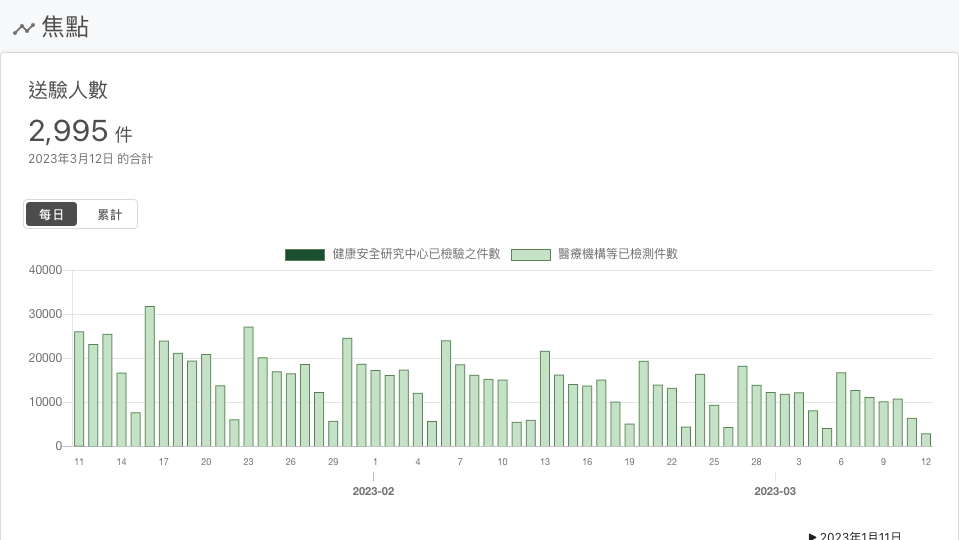 焦點
送驗人數
2,995 件
2023年3月12日 的合計
每日 累計
健康安全研究中心已檢驗之件數 醫療機構等已檢測件數
40000
30000
20000
10000
0
11 14 17 20 23 26 29 1 4 7 10 13 16 19 22 25 28 3 6 9 12
2023-02 2023-03
▶ 2023年1月11日